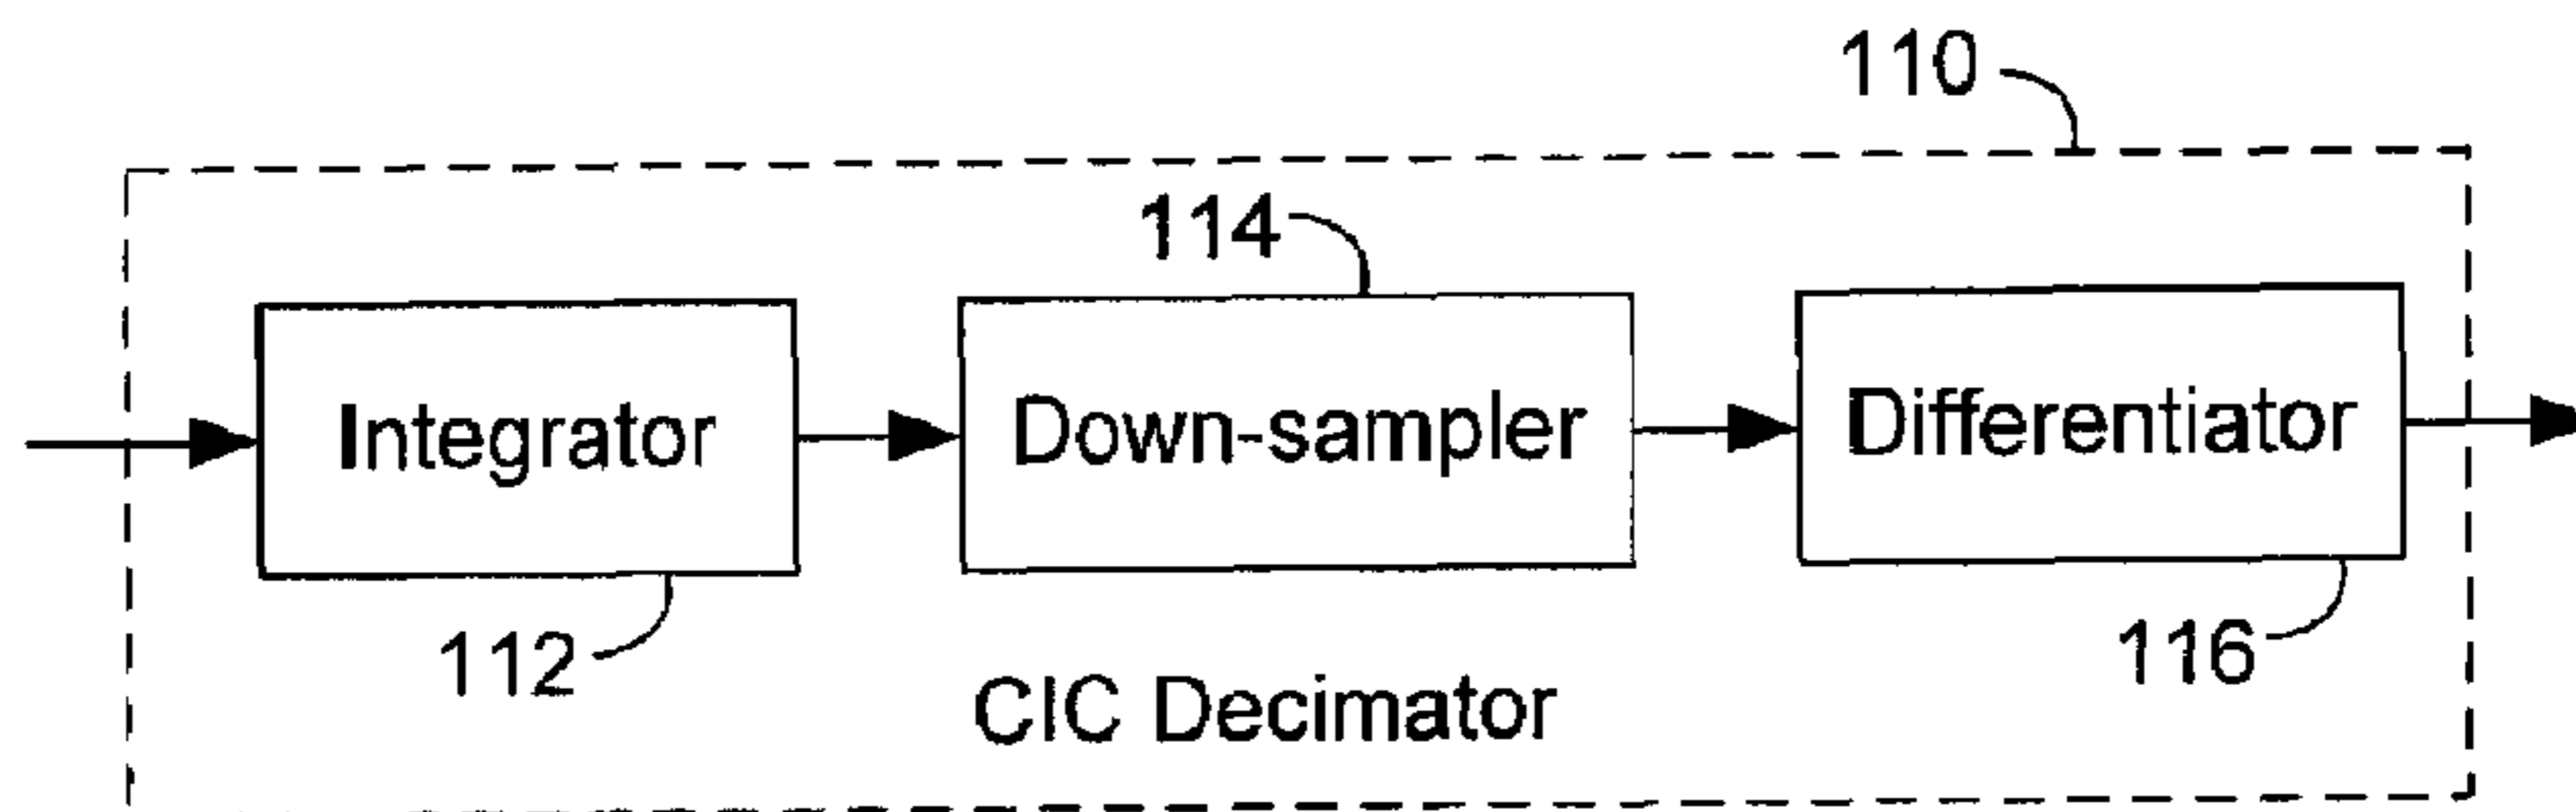 110
114
Integrator
Down-sampler
Differentiator
112
116
CIC Decimator